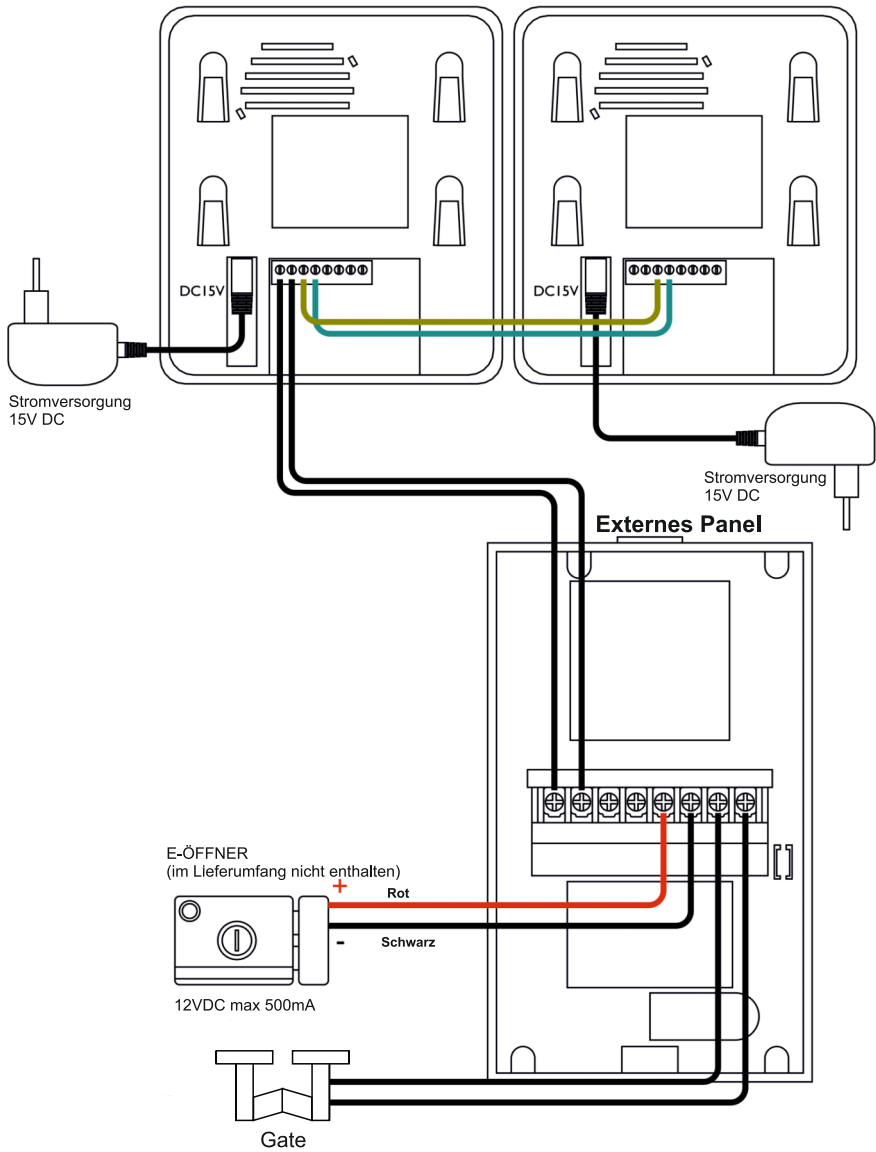 DC15V
DC15V
Stromversorgung
15V DC
Stromversorgung
15V DC
Externes Panel
E-ÖFFNER
(im Lieferumfang nicht enthalten)
+
Rot
-
Schwarz
12VDC max 500mA
Gate